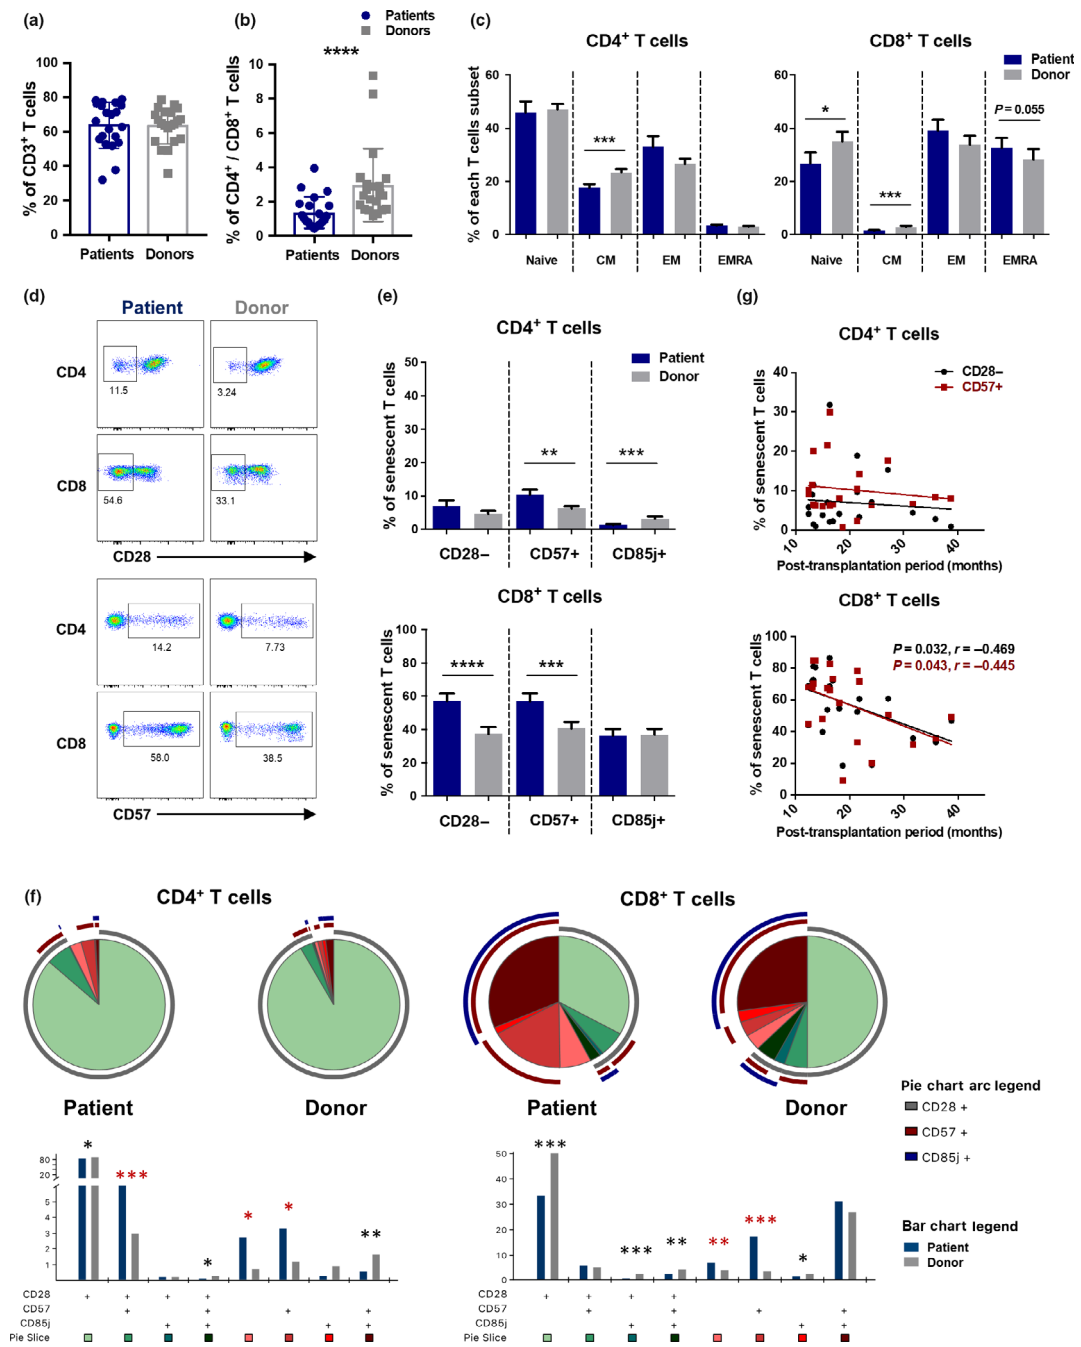 (a)
(b)
Patients
Donors
****
% of CD3+ T cells
100
80
60
40
20
0
Patients
Donors
% of CD4+ / CD8+ T cells
10
8
6
4
2
0
Patients
Donors
(c)
CD4+ T cells
CD8+ T cells
Patient
Donor
% of each T cells subset
60
40
20
0
***
Naive
CM
EM
EMRA
60
40
20
0
*
***
P = 0.055
Naive
CM
EM
EMRA
(d)
Patient
Donor
CD4
11.5
3.24
CD8
54.6
33.1
CD28
CD4
14.2
7.73
CD8
58.0
38.5
CD57
(e)
CD4+ T cells
Patient
Donor
% of senescent T cells
50
40
30
20
10
0
**
***
CD28–
CD57+
CD85j+
CD8+ T cells
% of senescent T cells
100
80
60
40
20
0
****
***
CD28–
CD57+
CD85j+
(g)
CD4+ T cells
CD28–
CD57+
% of senescent T cells
40
30
20
10
0
10
20
30
40
Post-transplantation period (months)
CD8+ T cells
P = 0.032, r = –0.469
P = 0.043, r = –0.445
% of senescent T cells
100
80
60
40
20
0
10
20
30
40
Post-transplantation period (months)
(f)
CD4+ T cells
CD8+ T cells
Patient
Donor
Patient
Donor
Pie chart arc legend
CD28 +
CD57 +
CD85j +
Bar chart legend
Patient
Donor
80
20
5
4
3
2
1
*
***
*
*
*
**
CD28 + + + +
CD57 + + + +
CD85j + + + +
Pie Slice
50
40
30
20
10
0
***
***
**
**
***
*
CD28 + + + +
CD57 + + + +
CD85j + + + +
Pie Slice